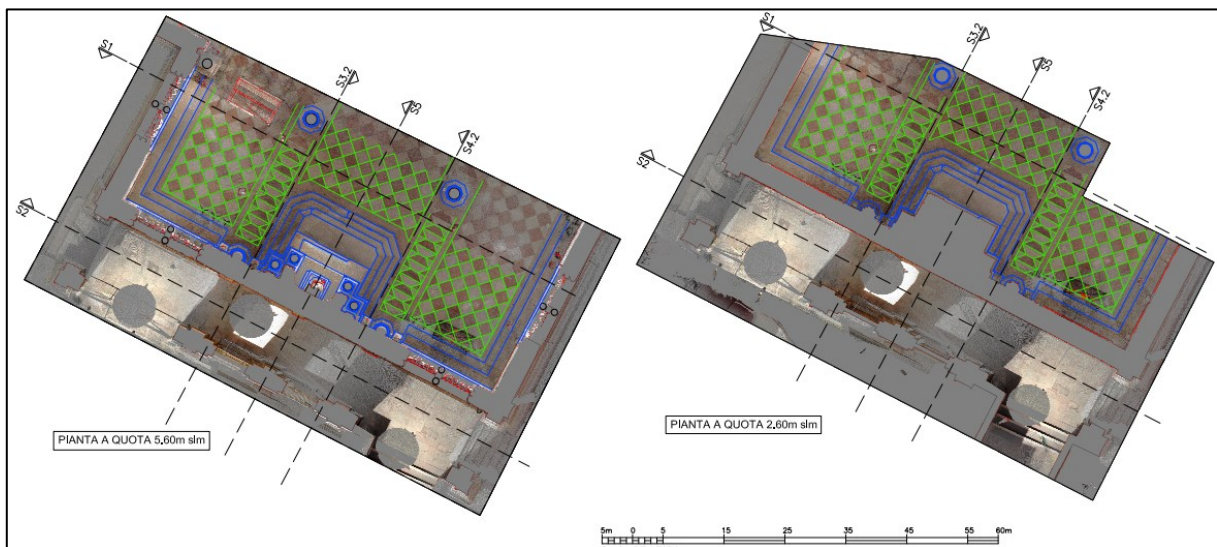 S1
S3.2
S5
S4.2
S2
PIANTA A QUOTA 5.60m slm
S1
S3.2
S5
S4.2
S2
PIANTA A QUOTA 2.60m slm
5m 0 5 15 25 35 45 55 60m